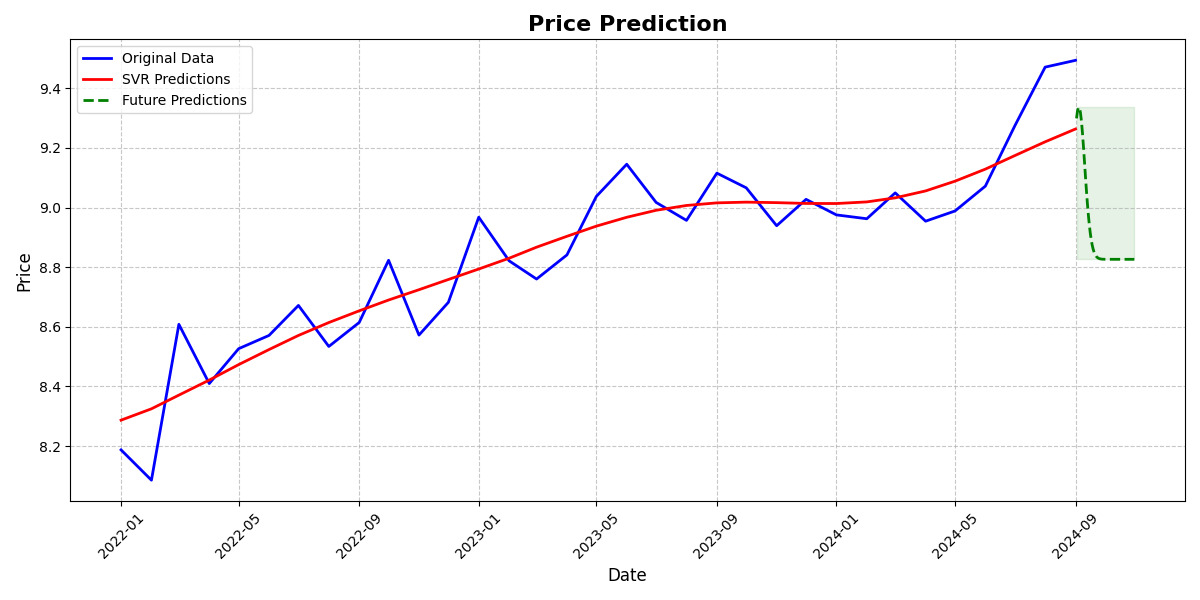 Price Prediction
Original Data
SVR Predictions
Future Predictions
Price
9.4
9.2
9.0
8.8
8.6
8.4
8.2
2022-01
2022-05
2022-09
2023-01
2023-05
2023-09
2024-01
2024-05
2024-09
Date